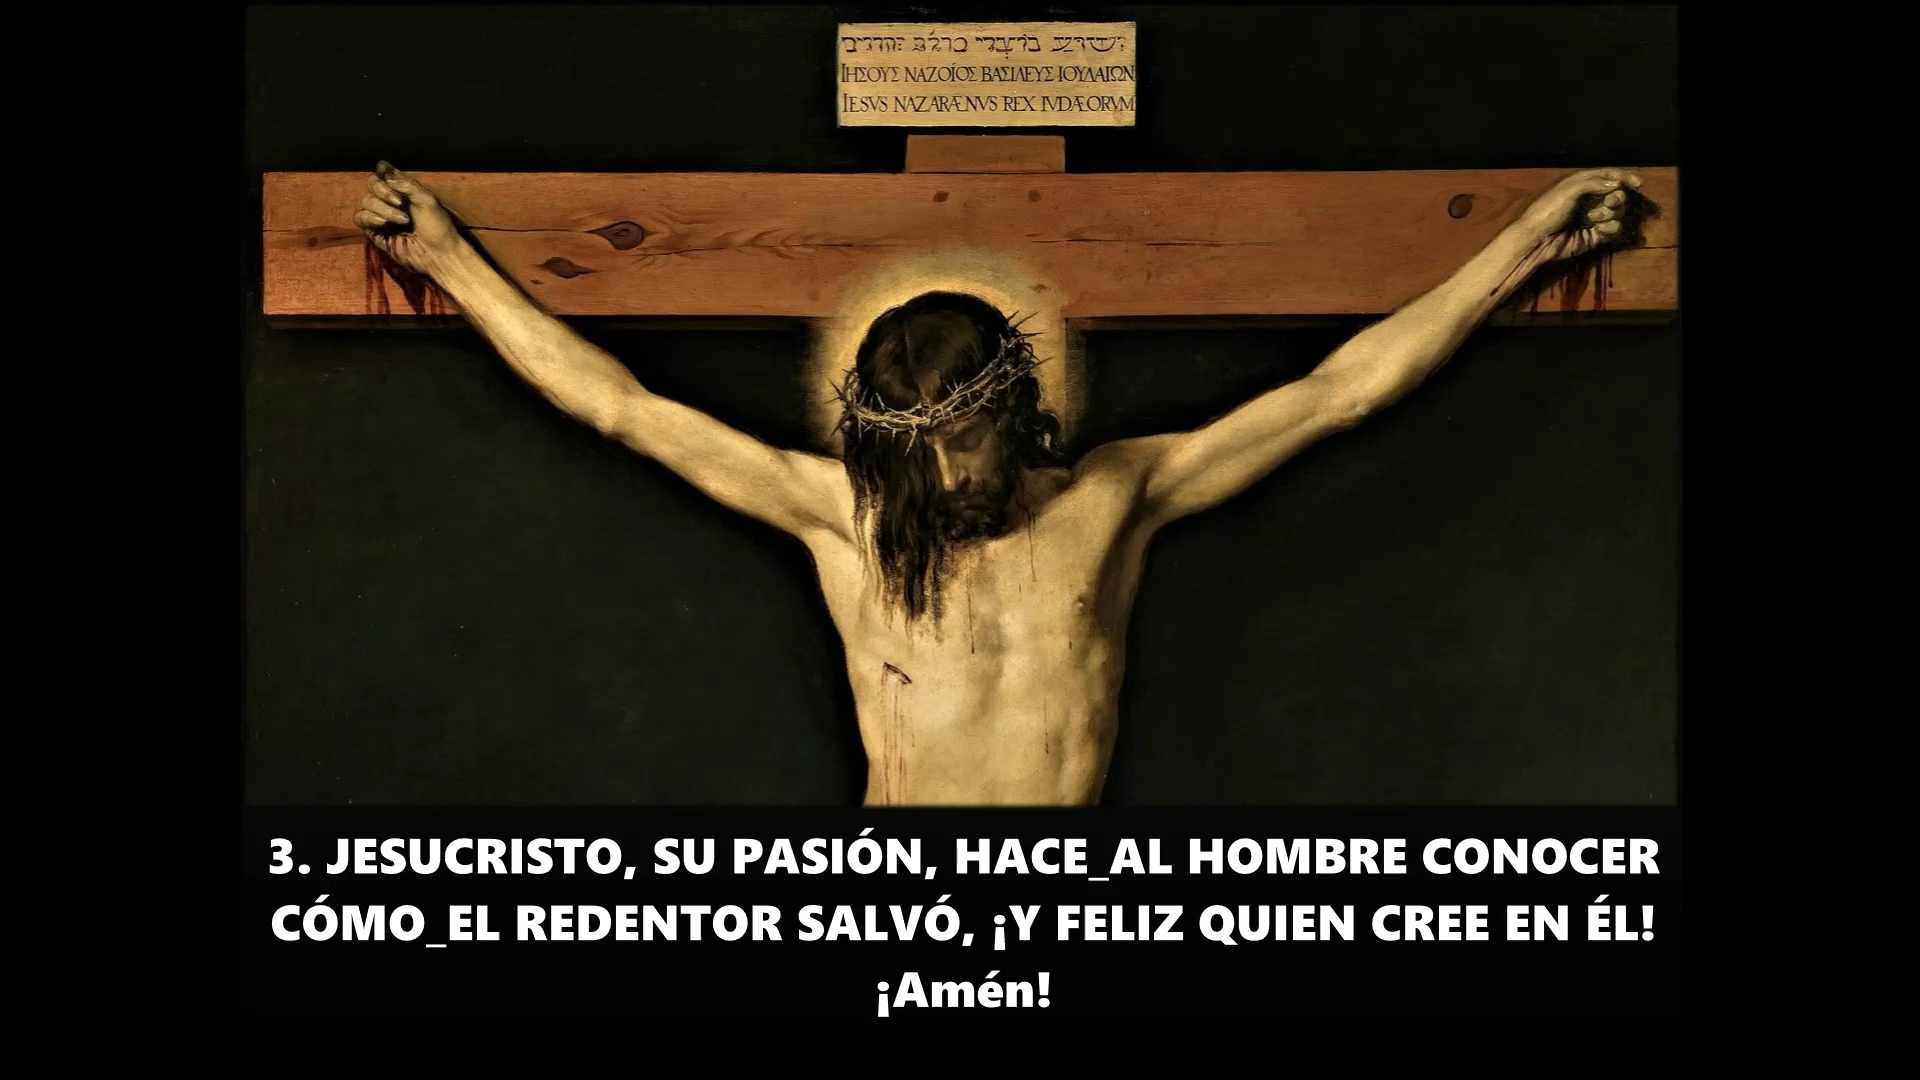 IHΣOYΣ NAZOÍOΣ BAΣIΛEYΣ IOYΔAIΩN
IESVS NAZARÆNVS REX IVDÆORVM
3. JESUCRISTO, SU PASIÓN, HACE_AL HOMBRE CONOCER
CÓMO_EL REDENTOR SALVÓ, ¡Y FELIZ QUIEN CREE EN ÉL!
¡Amén!